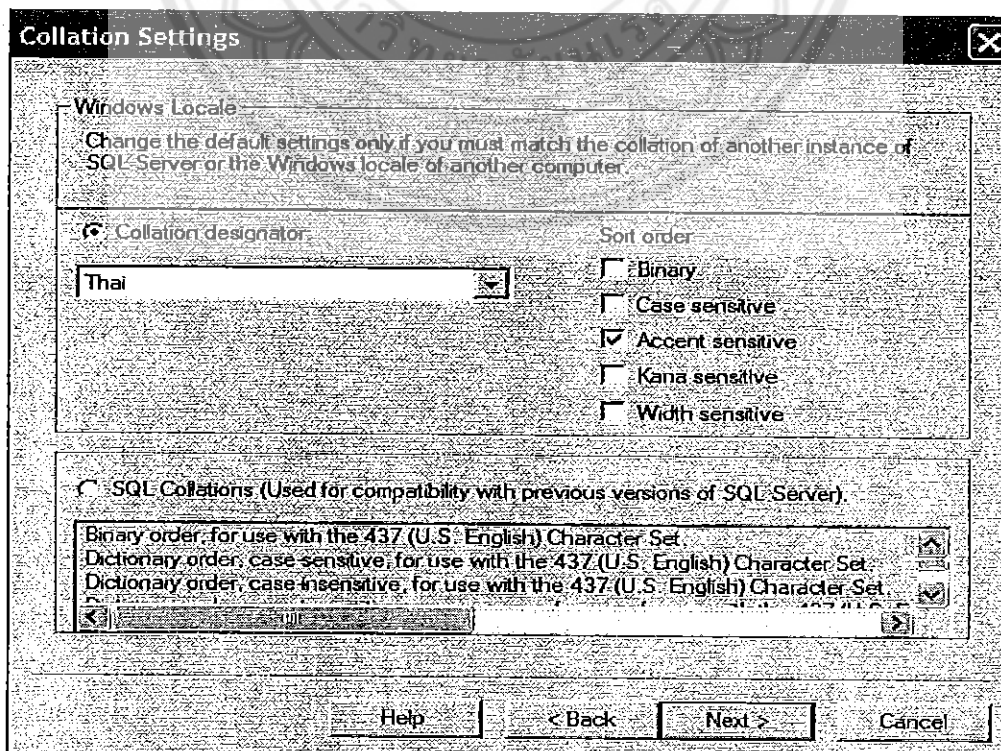 Collation Settings
Windows Locale
Change the default settings only if you must match the collation of another instance of
SQL Server or the Windows locale of another computer.
Collation designator:
Thai
Sort order
Binary
Case sensitive
Accent sensitive
Kana sensitive
Width sensitive
SQL Collations (Used for compatibility with previous versions of SQL Server).
Binary order, for use with the 437 (U.S. English) Character Set.
Dictionary order, case-sensitive, for use with the 437 (U.S. English) Character Set.
Dictionary order, case-insensitive, for use with the 437 (U.S. English) Character Set.
Help
< Back
Next >
Cancel